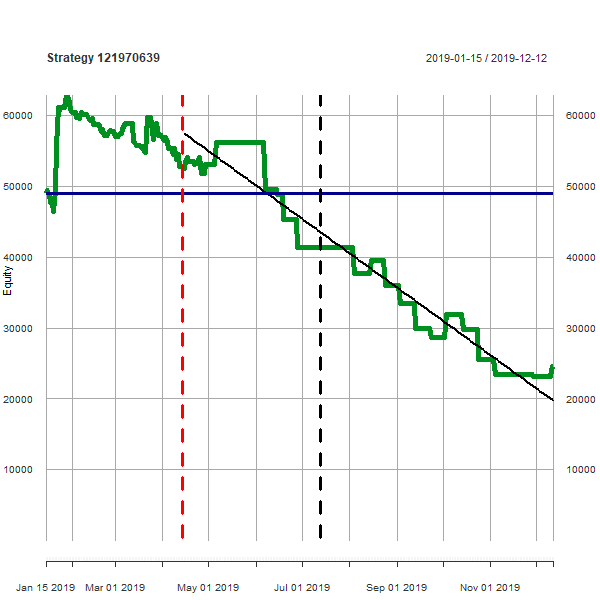 Strategy 121970639
2019-01-15 / 2019-12-12
60000
60000
50000
50000
40000
40000
Equity
30000
30000
20000
20000
10000
10000
Jan 15 2019
Mar 01 2019
May 01 2019
Jul 01 2019
Sep 01 2019
Nov 01 2019